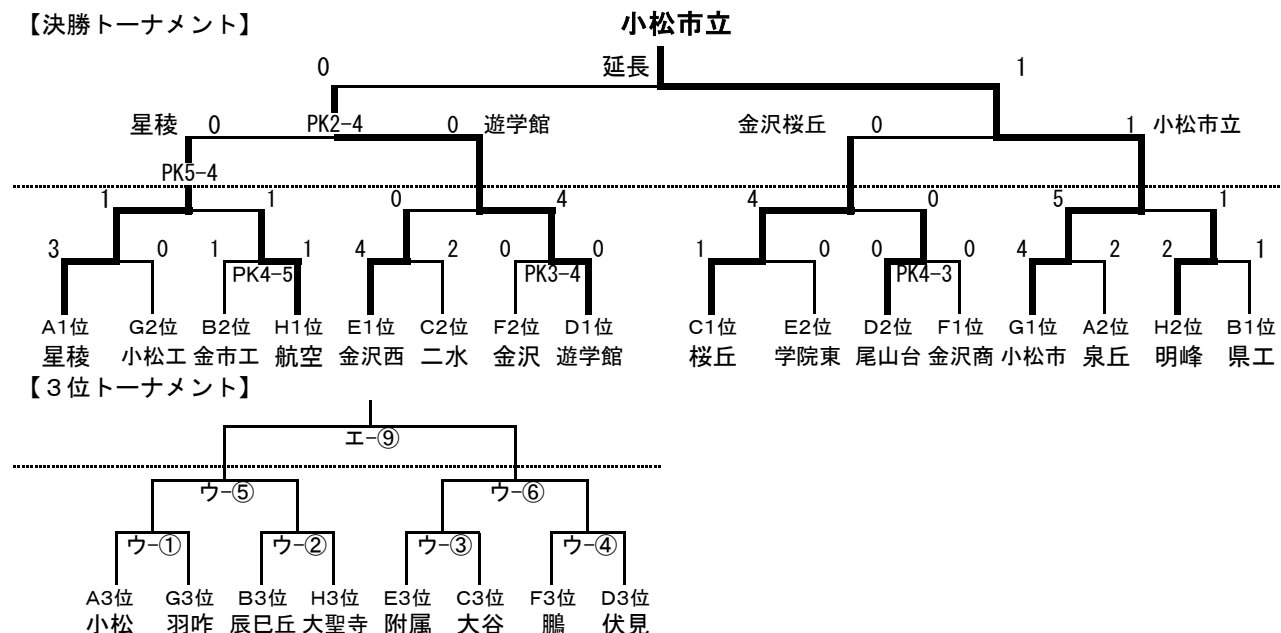 【決勝トーナメント】
小松市立
0 延長 1
星稜 0 PK2-4 0 遊学館 金沢桜丘 0 1 小松市立
PK5-4
1 1 0 4 4 0 5 1
3 0 1 1 4 2 0 0 1 0 0 0 4 2 2 1
PK4-5 PK3-4 PK4-3
A1位 G2位 B2位 H1位 E1位 C2位 F2位 D1位 C1位 E2位 D2位 F1位 G1位 A2位 H2位 B1位
星稜 小松工 金市工 航空 金沢西 二水 金沢 遊学館 桜丘 学院東 尾山台 金沢商 小松市 泉丘 明峰 県工
【3位トーナメント】
エ-⑨
ウ-⑤ ウ-⑥
ウ-① ウ-② ウ-③ ウ-④
A3位 G3位 B3位 H3位 E3位 C3位 F3位 D3位
小松 羽咋 辰巳丘 大聖寺 附属 大谷 鵬 伏見